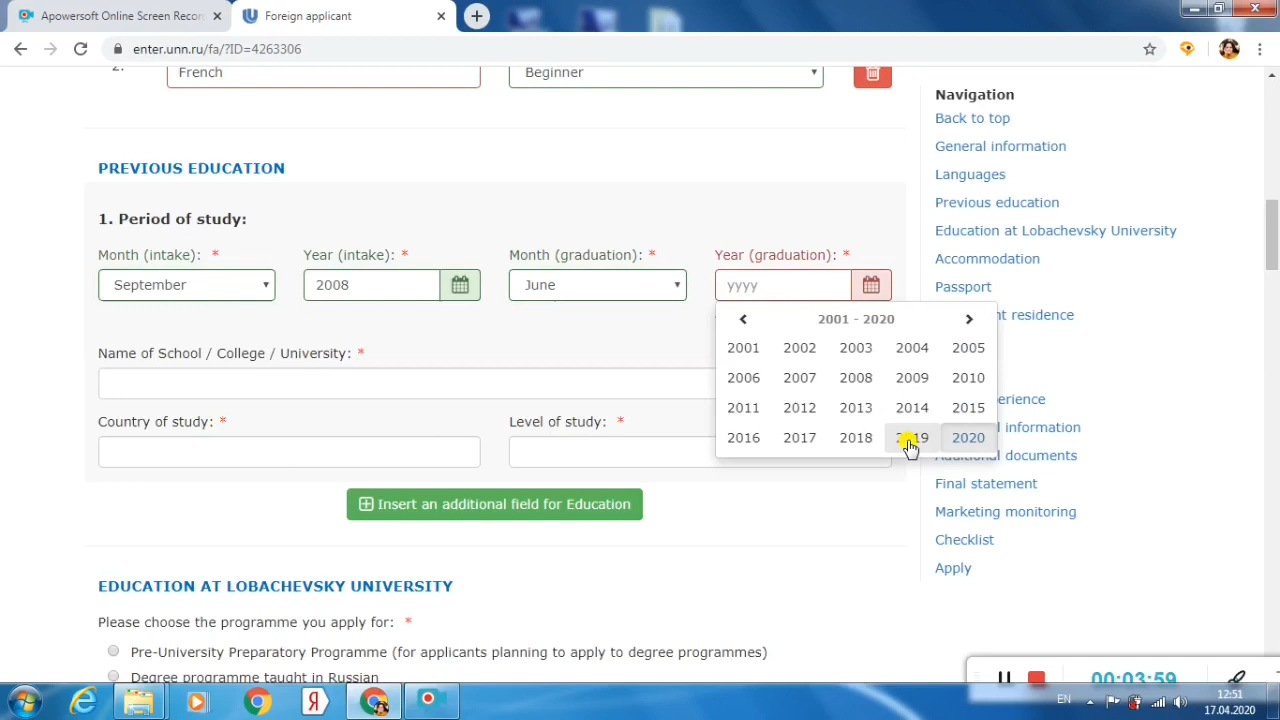 Apowersoft Online Screen Recor
Foreign applicant
enter.unn.ru/fa/?ID=4263306
2.
French
Beginner
PREVIOUS EDUCATION
1. Period of study:
Month (intake): *
Year (intake): *
Month (graduation): *
Year (graduation): *
September
2008
June
yyyy
2001 - 2020
2001 2002 2003 2004 2005
2006 2007 2008 2009 2010
2011 2012 2013 2014 2015
2016 2017 2018 2019 2020
Name of School / College / University: *
Country of study: *
Level of study: *
Insert an additional field for Education
EDUCATION AT LOBACHEVSKY UNIVERSITY
Please choose the programme you apply for: *
Pre-University Preparatory Programme (for applicants planning to apply to degree programmes)
Degree programme taught in Russian
Navigation
Back to top
General information
Languages
Previous education
Education at Lobachevsky University
Accommodation
Passport
residence
information
Additional documents
Final statement
Marketing monitoring
Checklist
Apply
00:03:59
EN
12:51
17.04.2020